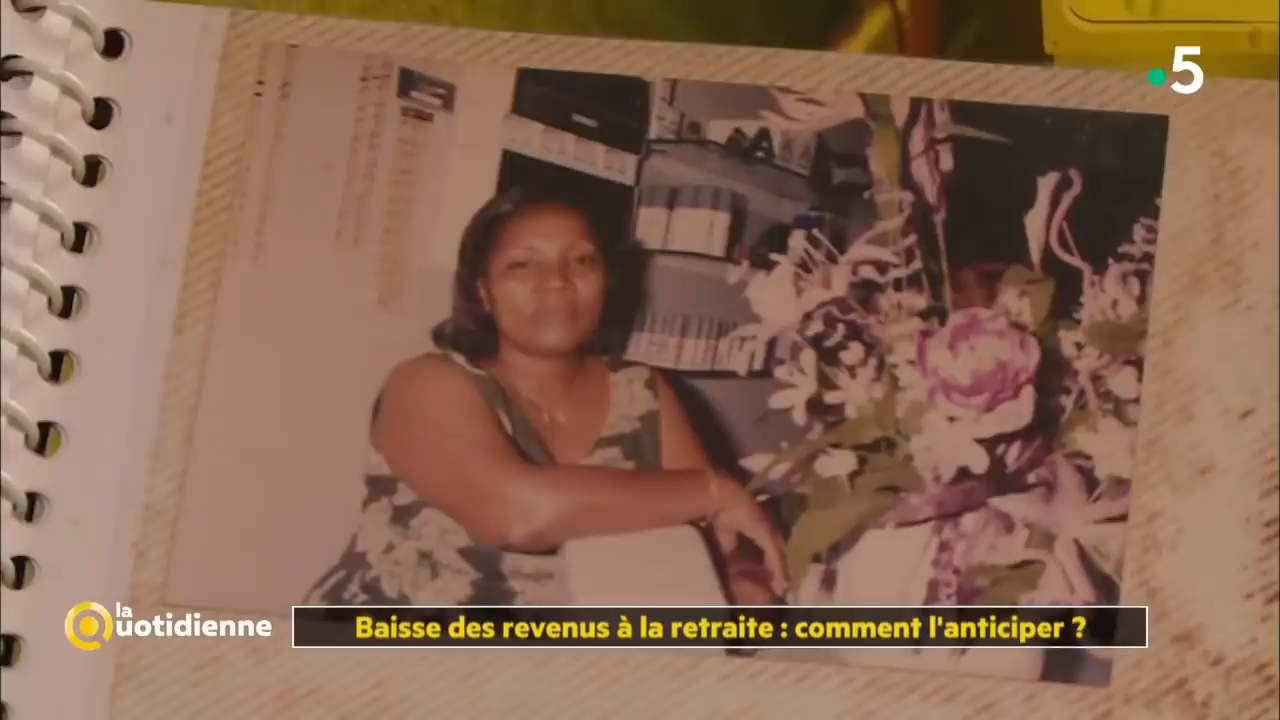 5
la
Quotidienne
Baisse des revenus à la retraite : comment l'anticiper ?